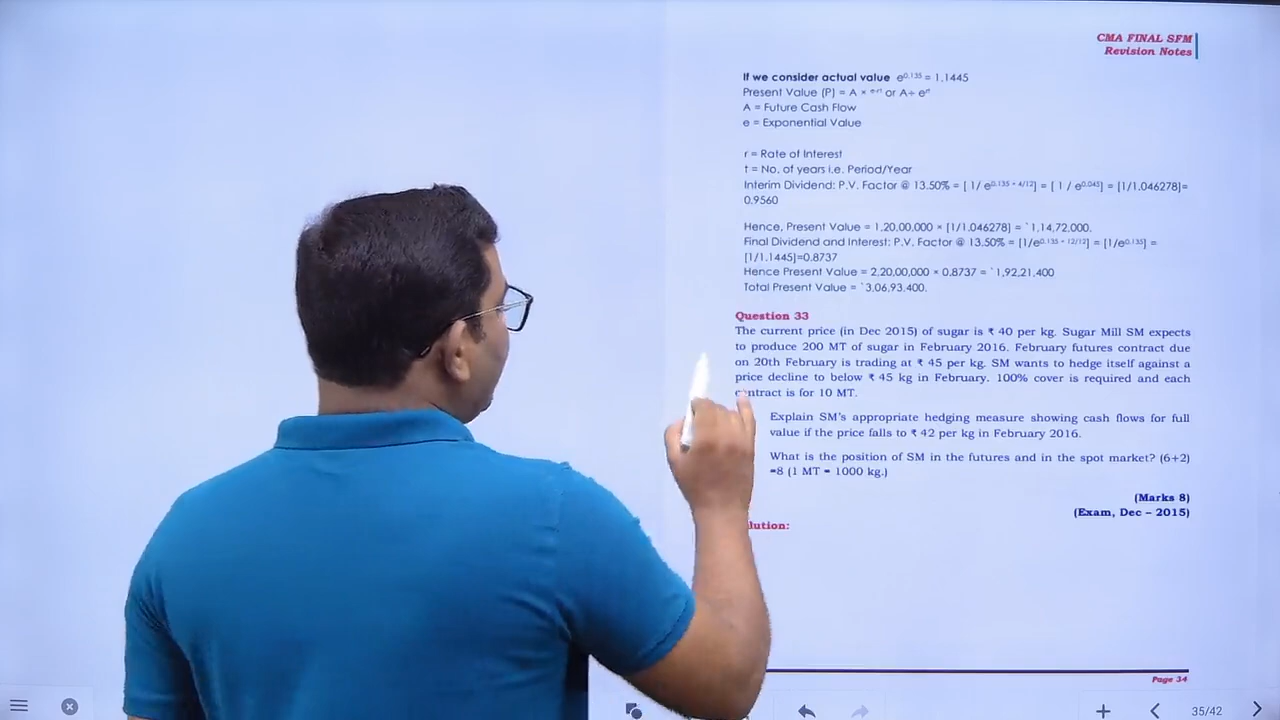 CMA FINAL SFM
Revision Notes
If we consider actual value e^0.135 = 1.1445
Present Value (P) = A × e^-rt or A÷ e^rt
A = Future Cash Flow
e = Exponential Value
r = Rate of Interest
t = No. of years i.e. Period/Year
Interim Dividend: P.V. Factor @ 13.50% = [ 1/ e^0.135 × 4/12] = [ 1 / e^0.045] = [1/1.046278]=
0.9560
Hence, Present Value = 1,20,00,000 × [1/1.046278] = `1,14,72,000.
Final Dividend and Interest: P.V. Factor @ 13.50% = [1/e^0.135 × 12/12] = [1/e^0.135] =
[1/1.1445]=0.8737
Hence Present Value = 2,20,00,000 × 0.8737 = `1,92,21,400
Total Present Value = `3,06,93,400.
Question 33
The current price (in Dec 2015) of sugar is ₹ 40 per kg. Sugar Mill SM expects
to produce 200 MT of sugar in February 2016. February futures contract due
on 20th February is trading at ₹ 45 per kg. SM wants to hedge itself against a
price decline to below ₹ 45 kg in February. 100% cover is required and each
contract is for 10 MT.
Explain SM's appropriate hedging measure showing cash flows for full
value if the price falls to ₹ 42 per kg in February 2016.
What is the position of SM in the futures and in the spot market? (6+2)
=8 (1 MT = 1000 kg.)
(Marks 8)
(Exam, Dec – 2015)
lution:
Page 34
35/42